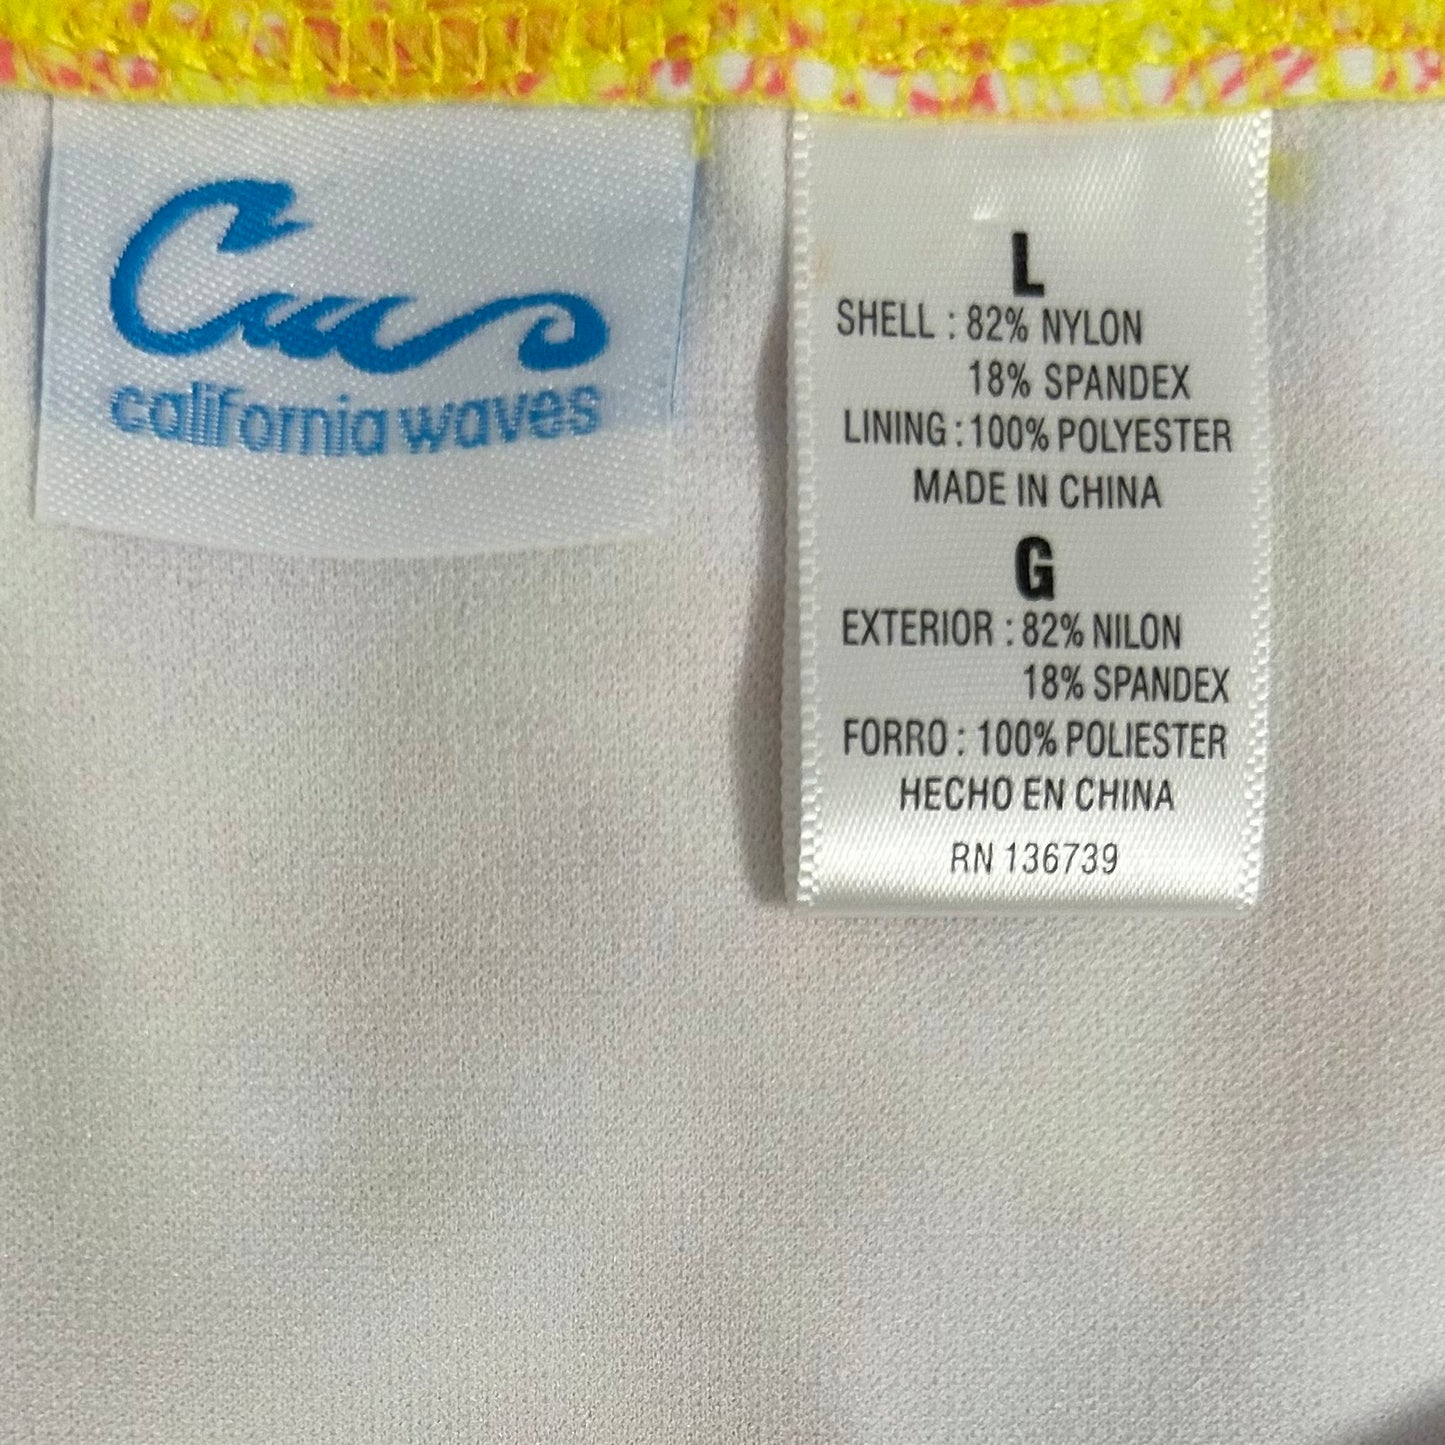 california waves
L
SHELL : 82% NYLON
18% SPANDEX
LINING : 100% POLYESTER
MADE IN CHINA
G
EXTERIOR : 82% NILON
18% SPANDEX
FORRO : 100% POLIESTER
HECHO EN CHINA
RN 136739